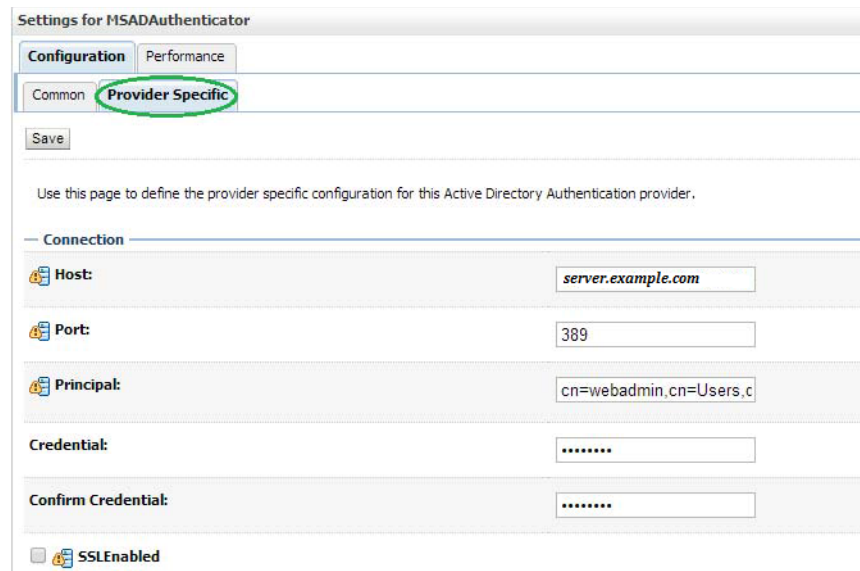 Settings for MSADAuthenticator
Configuration Performance
Common Provider Specific
Save
Use this page to define the provider specific configuration for this Active Directory Authentication provider.
Connection
Host: server.example.com
Port: 389
Principal: cn=webadmin,cn=Users,c
Credential: ••••••••
Confirm Credential: ••••••••
SSLEnabled